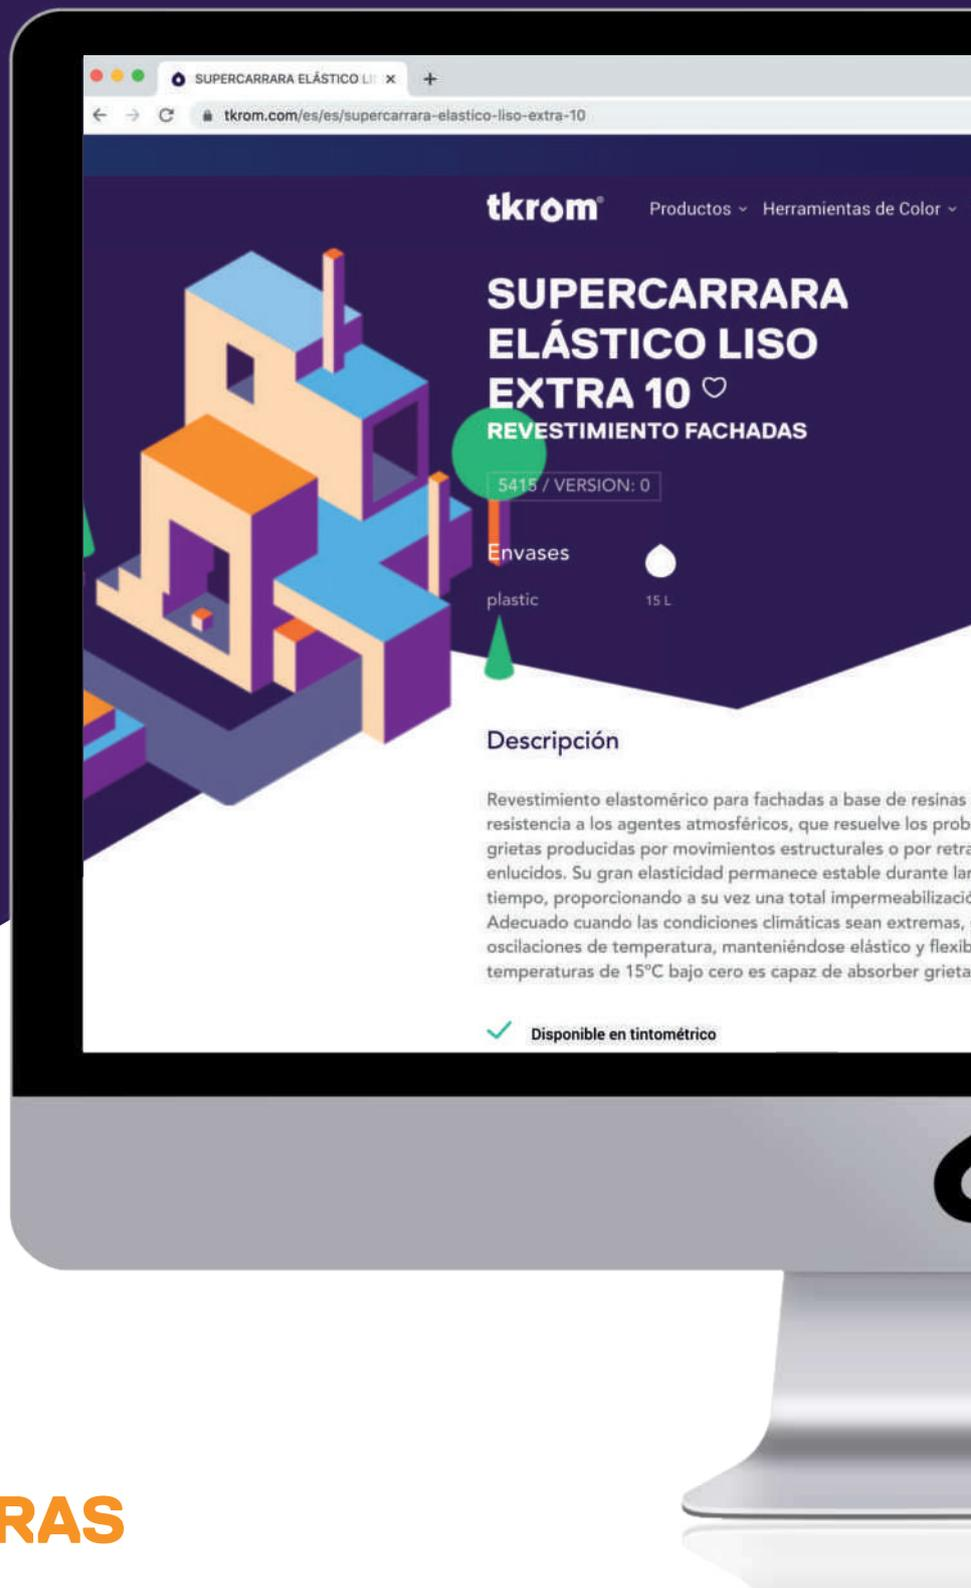 SUPERCARRARA ELÁSTICO LI
tkrom.com/es/es/supercarrara-elastico-liso-extra-10
tkrom®
Productos
Herramientas de Color
SUPERCARRARA
ELÁSTICO LISO
EXTRA 10
REVESTIMIENTO FACHADAS
5415 / VERSION: 0
Envases
plastic
15 L
Descripción
Revestimiento elastomérico para fachadas a base de resinas
resistencia a los agentes atmosféricos, que resuelve los prob
grietas producidas por movimientos estructurales o por retra
enlucidos. Su gran elasticidad permanece estable durante lar
tiempo, proporcionando a su vez una total impermeabilizació
Adecuado cuando las condiciones climáticas sean extremas,
oscilaciones de temperatura, manteniéndose elástico y flexib
temperaturas de 15ºC bajo cero es capaz de absorber grieta
Disponible en tintométrico
RAS